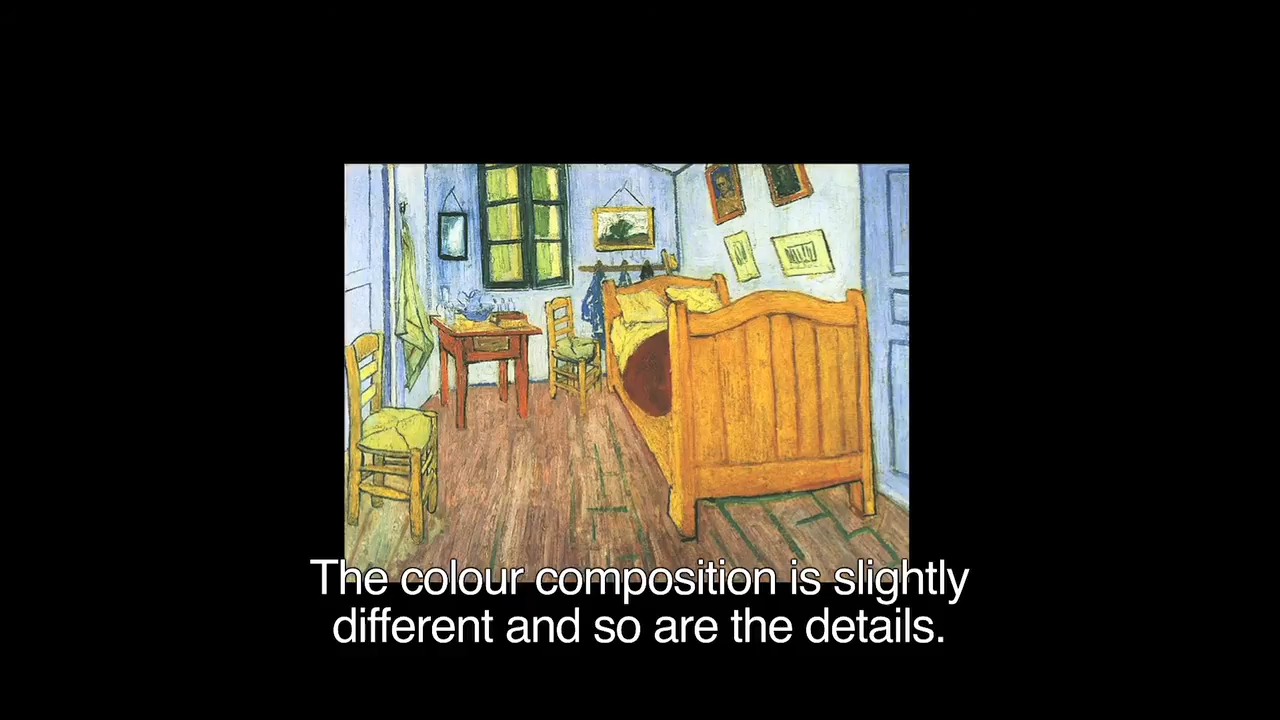 The colour composition is slightly
different and so are the details.